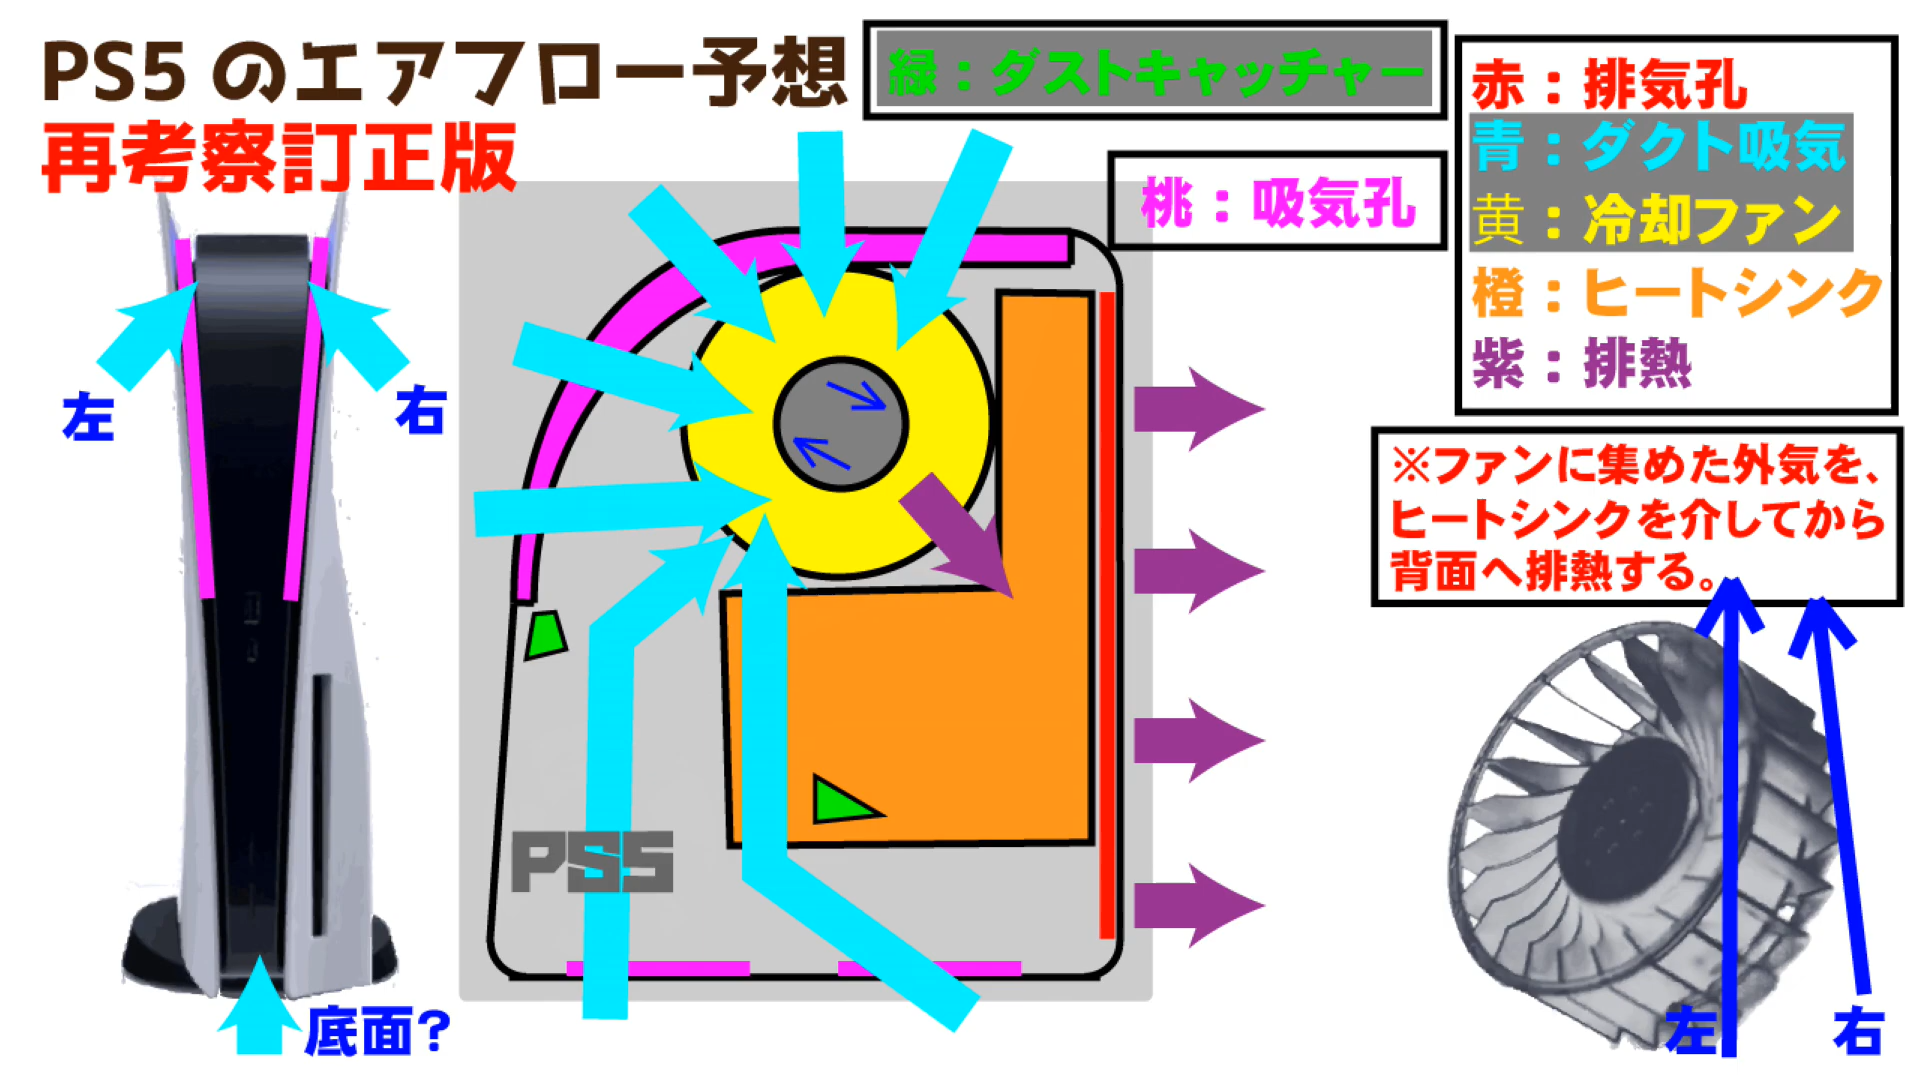 PS5のエアフロー予想
再考察訂正版
緑：ダストキャッチャー
桃：吸気孔
赤：排気孔
青：ダクト吸気
黄：冷却ファン
橙：ヒートシンク
紫：排熱
※ファンに集めた外気を、
ヒートシンクを介してから
背面へ排熱する。
左
右
底面?
PS5
左
右